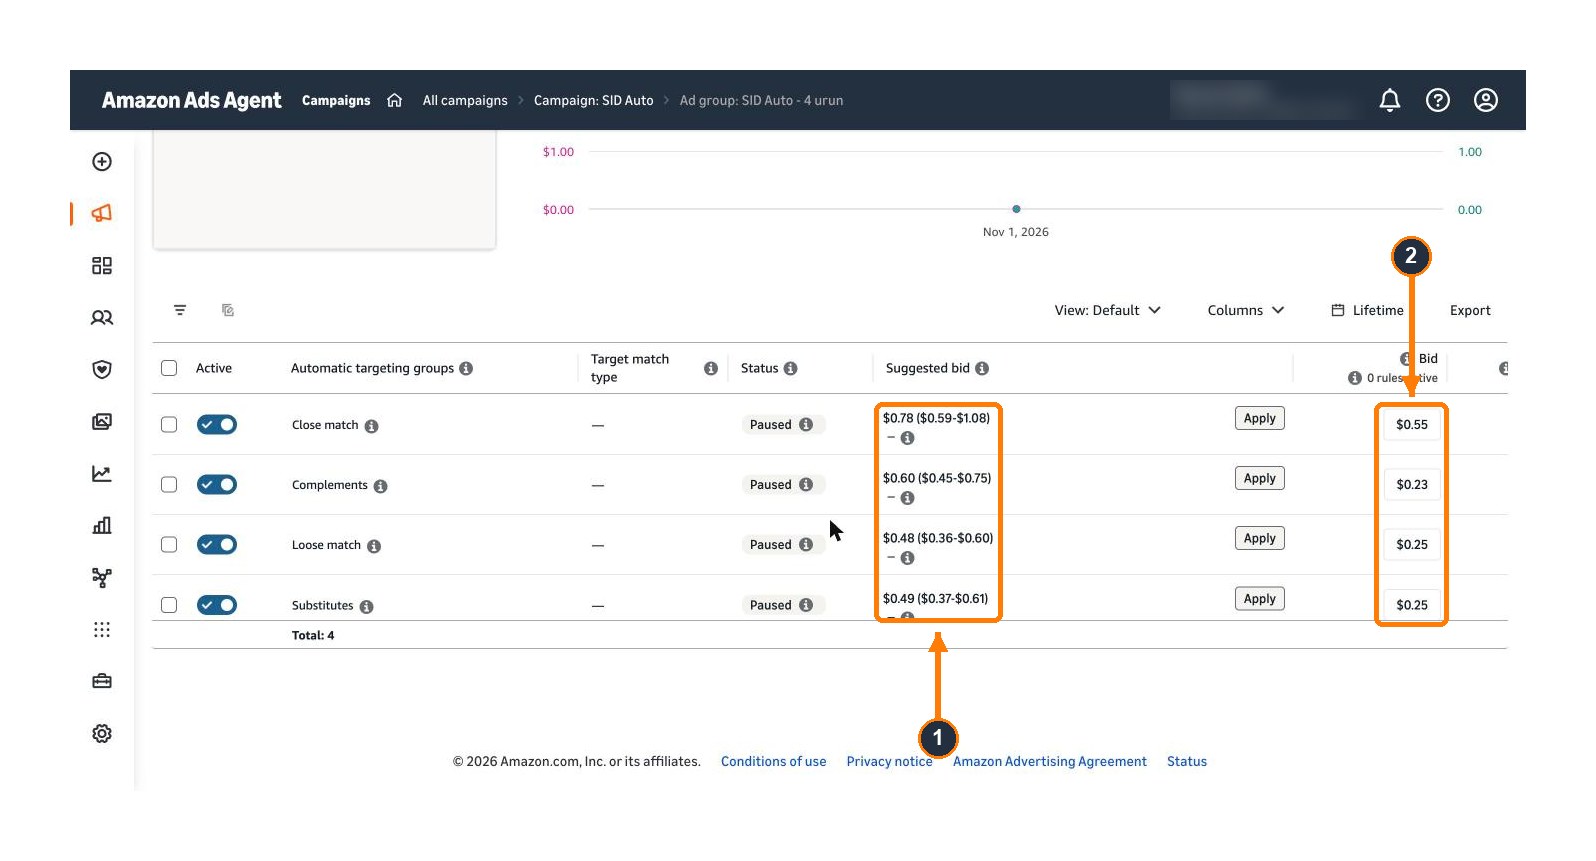 Amazon Ads Agent Campaigns All campaigns > Campaign: SID Auto > Ad group: SID Auto - 4 urun
$1.00 1.00
$0.00 0.00
Nov 1, 2026
2
View: Default Columns Lifetime Export
Active Automatic targeting groups Target match type Status Suggested bid Bid
0 rules
Close match — Paused $0.78 ($0.59-$1.08) Apply $0.55
–
Complements — Paused $0.60 ($0.45-$0.75) Apply $0.23
–
Loose match — Paused $0.48 ($0.36-$0.60) Apply $0.25
–
Substitutes — Paused $0.49 ($0.37-$0.61) Apply $0.25
–
Total: 4
1
© 2026 Amazon.com, Inc. or its affiliates. Conditions of use Privacy notice Amazon Advertising Agreement Status